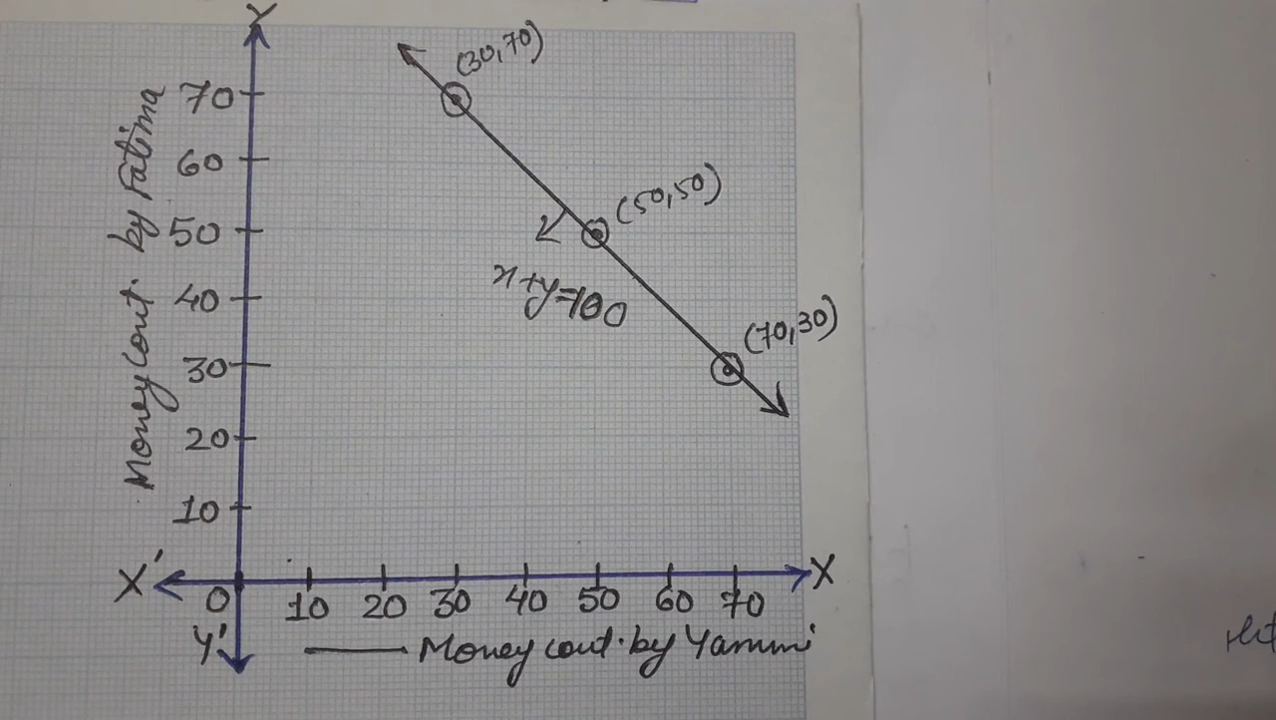 Y
(30,70)
70
60
(50,50)
50
x+y=100
40
(70,30)
30
20
10
Money cont. by Fatima
X'
X
0
10 20 30 40 50 60 70
Y'
Money cont. by Yamini